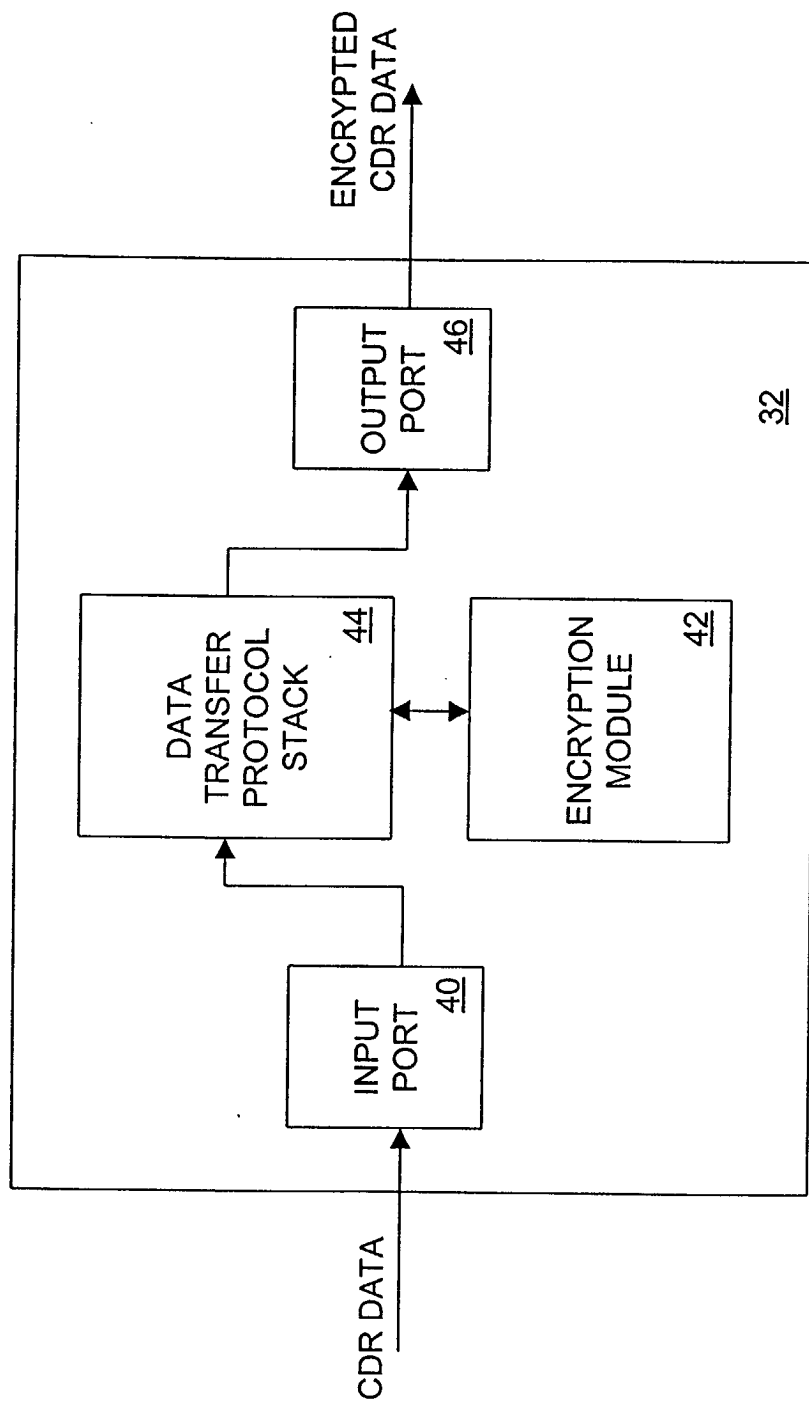 CDR DATA
INPUT
PORT
40
DATA
TRANSFER
PROTOCOL
STACK
44
ENCRYPTION
MODULE
42
OUTPUT
PORT
46
32
ENCRYPTED
CDR DATA